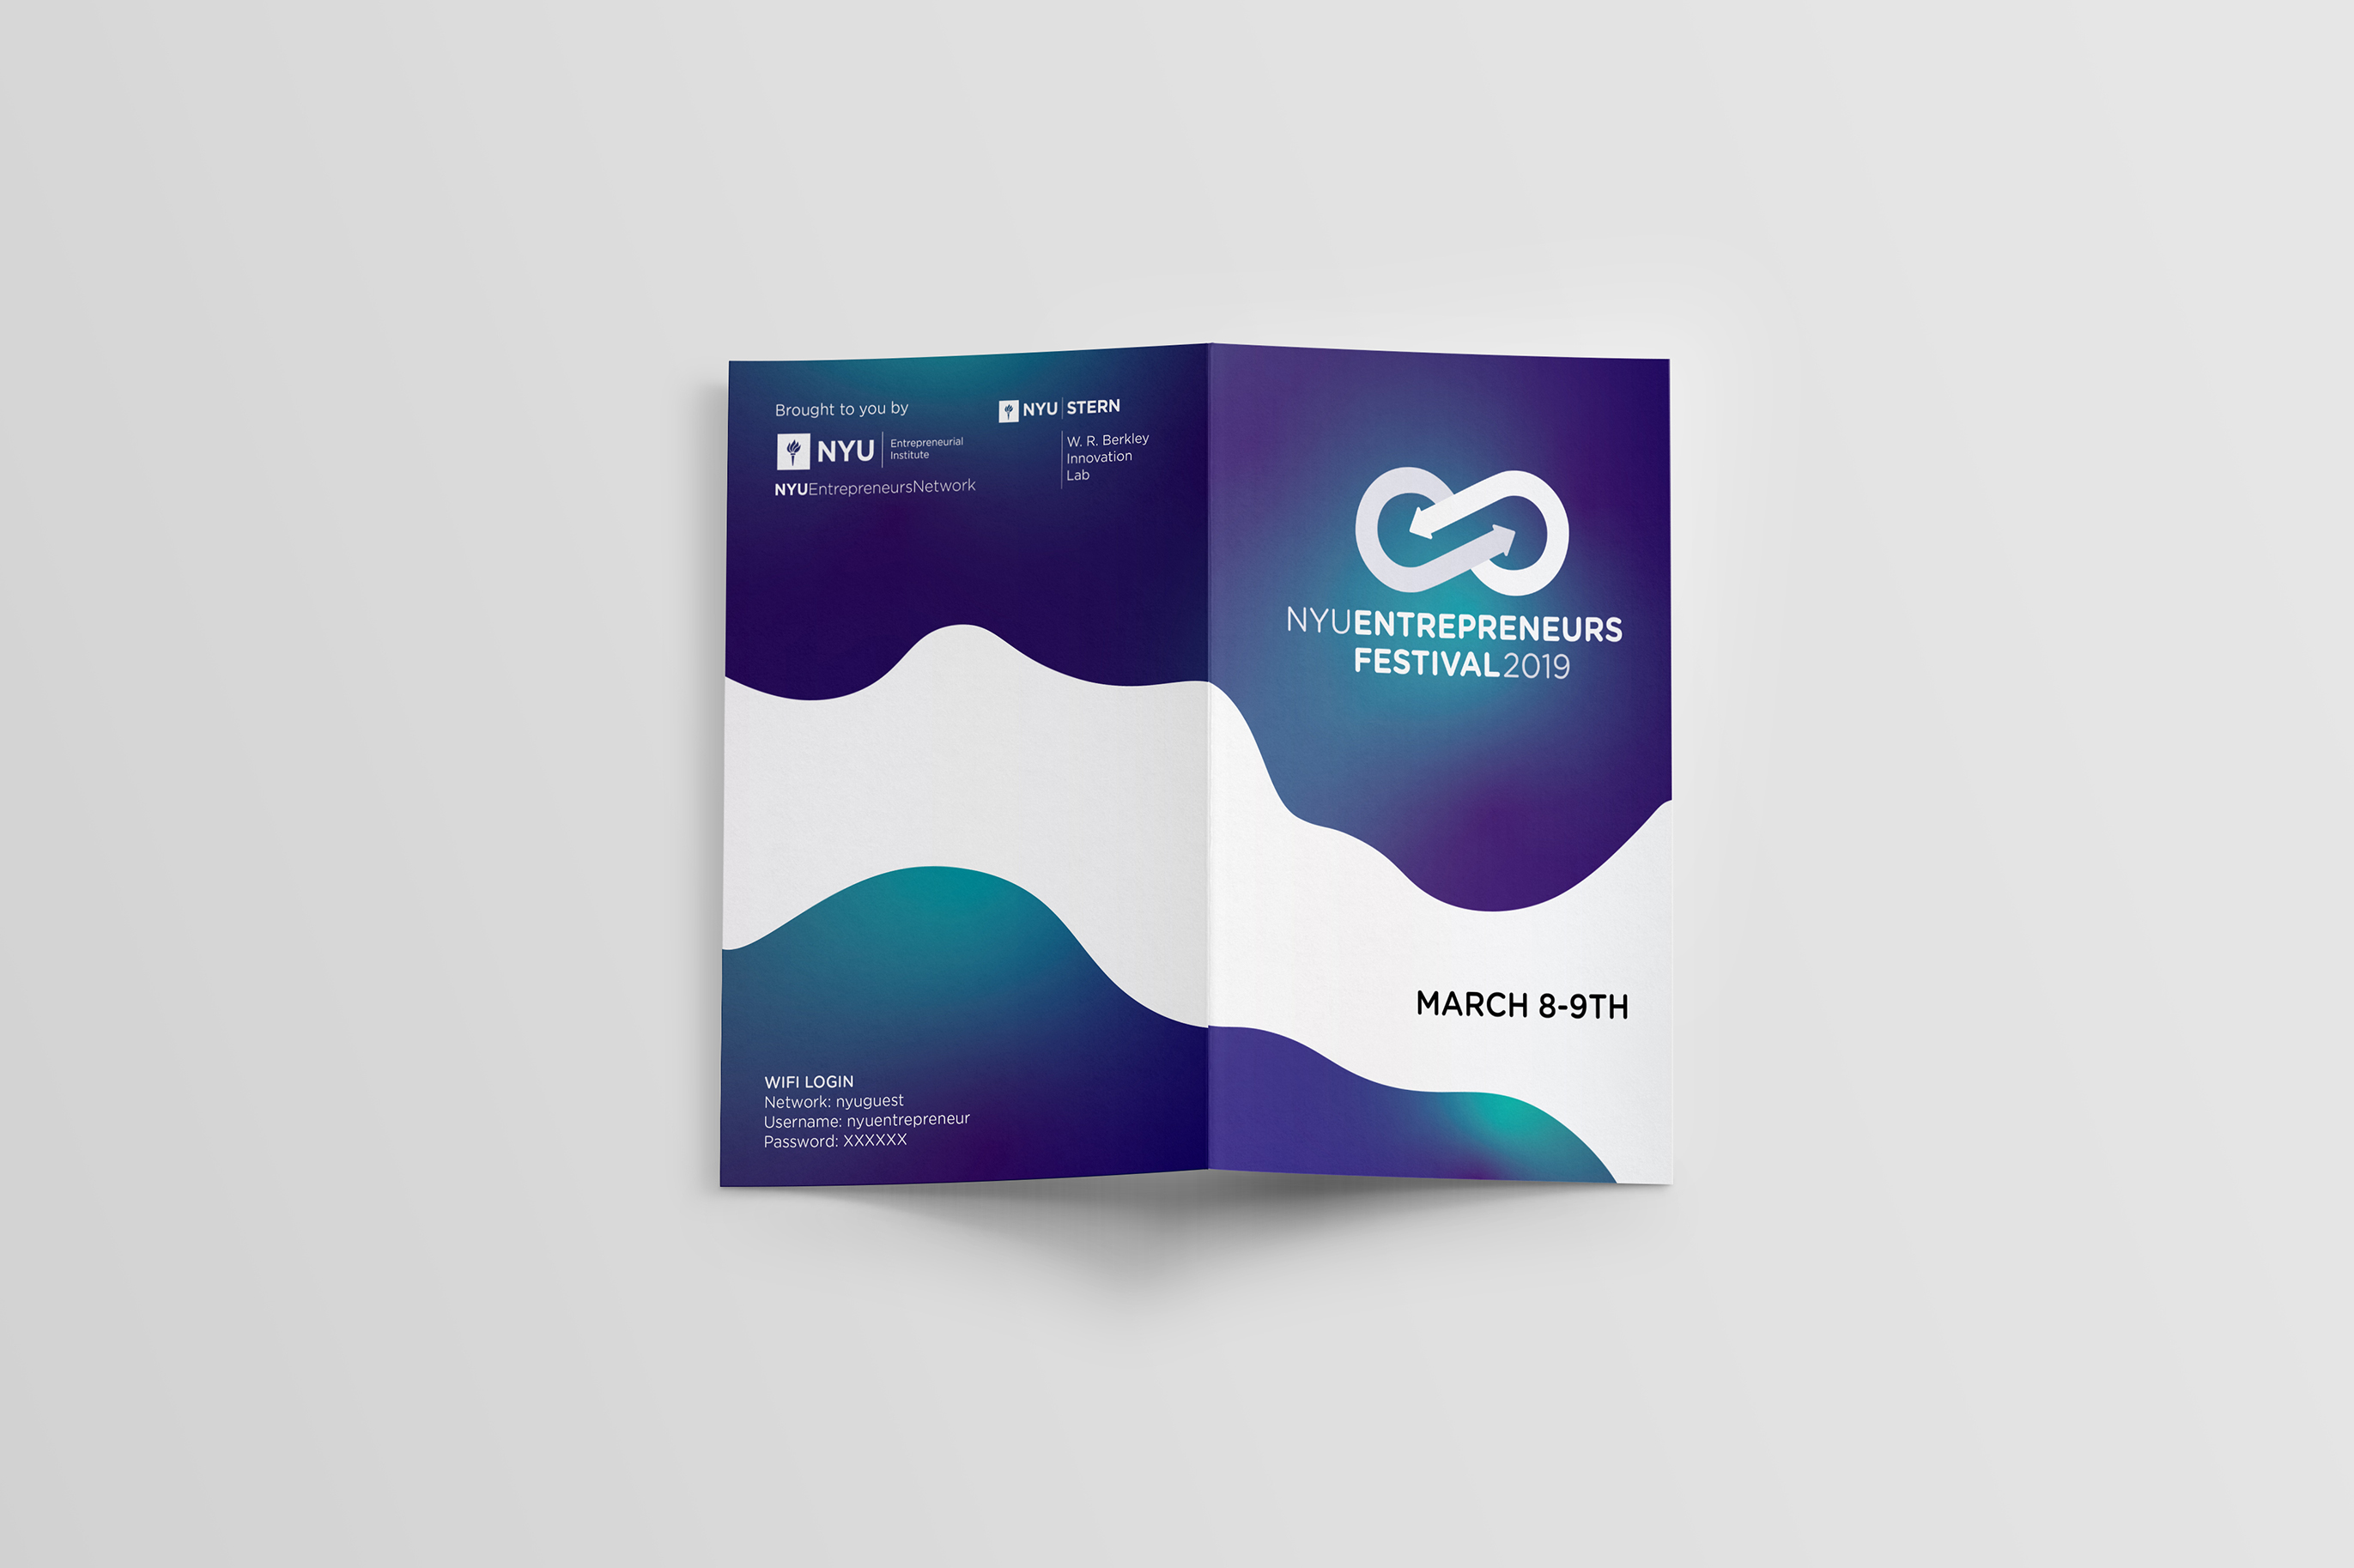 Brought to you by
NYU Entrepreneurial
Institute
NYUEntrepreneursNetwork
NYU STERN
W. R. Berkley
Innovation
Lab
WIFI LOGIN
Network: nyuguest
Username: nyuentrepreneur
Password: XXXXXX
NYUENTREPRENEURS
FESTIVAL2019
MARCH 8-9TH